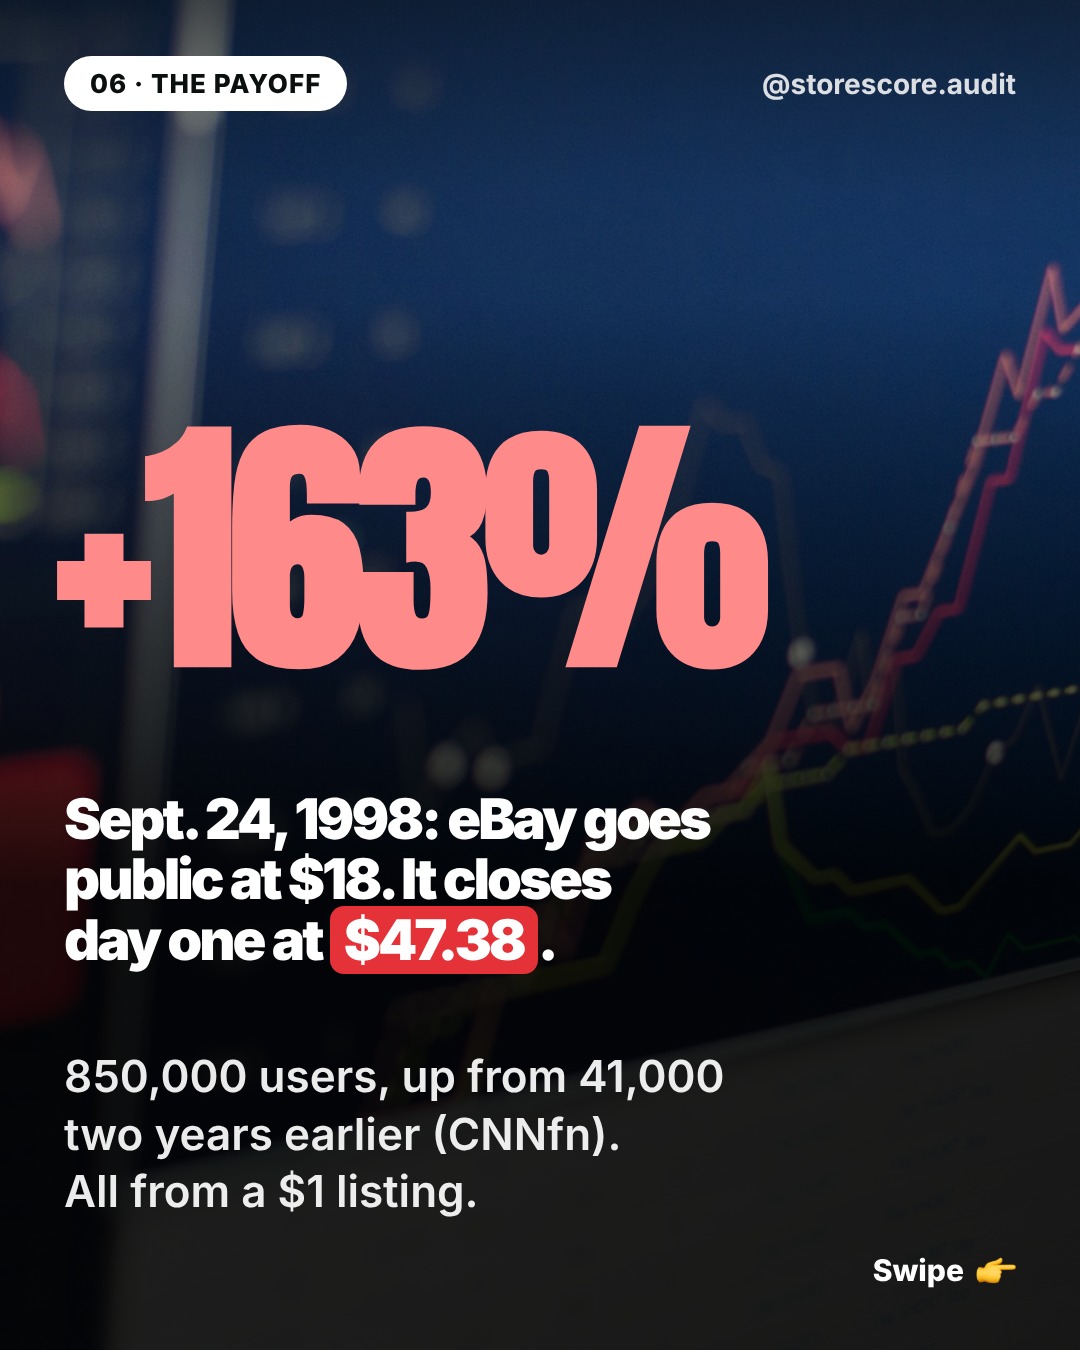 06 · THE PAYOFF
@storescore.audit
+163%
Sept. 24, 1998: eBay goes
public at $18. It closes
day one at $47.38.
850,000 users, up from 41,000
two years earlier (CNNfn).
All from a $1 listing.
Swipe 👉